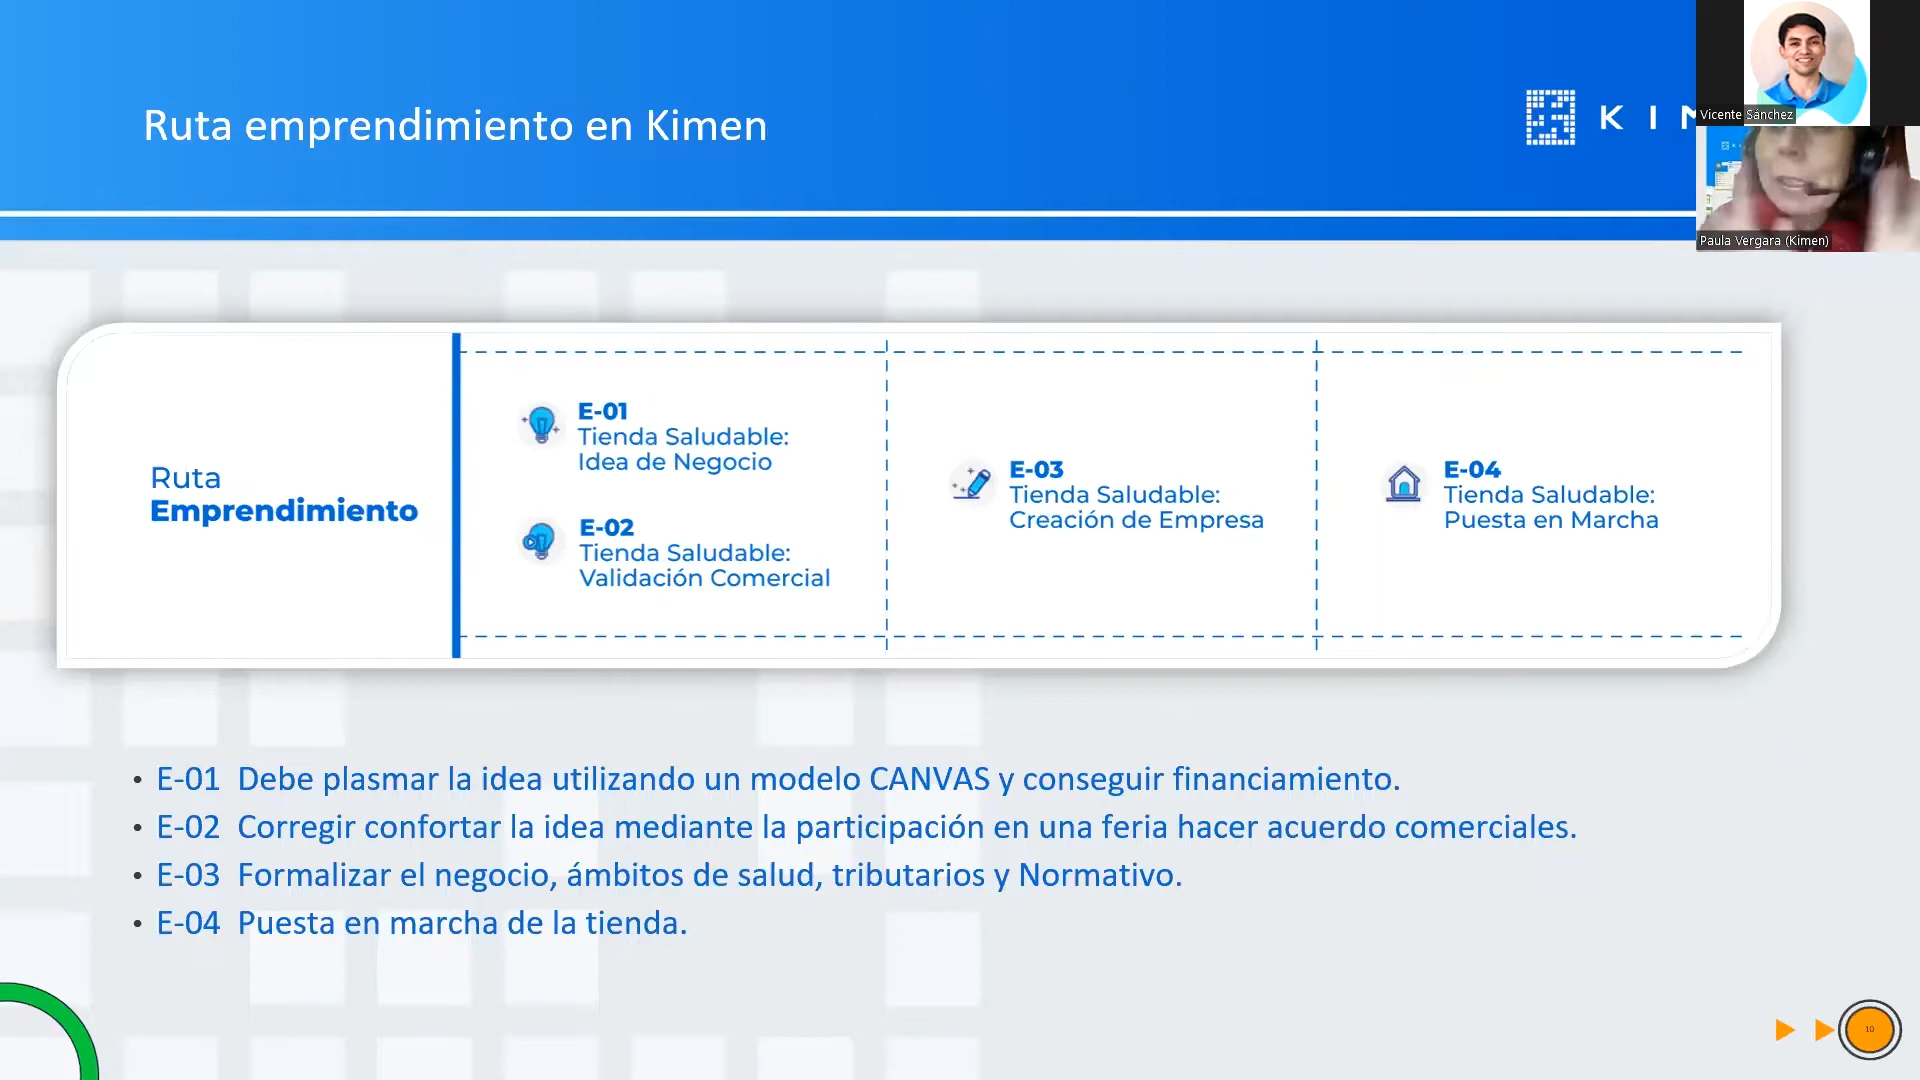 Ruta emprendimiento en Kimen
KIM
Vicente Sánchez
Paula Vergara (Kimen)
Ruta
Emprendimiento
E-01
Tienda Saludable:
Idea de Negocio
E-02
Tienda Saludable:
Validación Comercial
E-03
Tienda Saludable:
Creación de Empresa
E-04
Tienda Saludable:
Puesta en Marcha
• E-01 Debe plasmar la idea utilizando un modelo CANVAS y conseguir financiamiento.
• E-02 Corregir confortar la idea mediante la participación en una feria hacer acuerdo comerciales.
• E-03 Formalizar el negocio, ámbitos de salud, tributarios y Normativo.
• E-04 Puesta en marcha de la tienda.
10